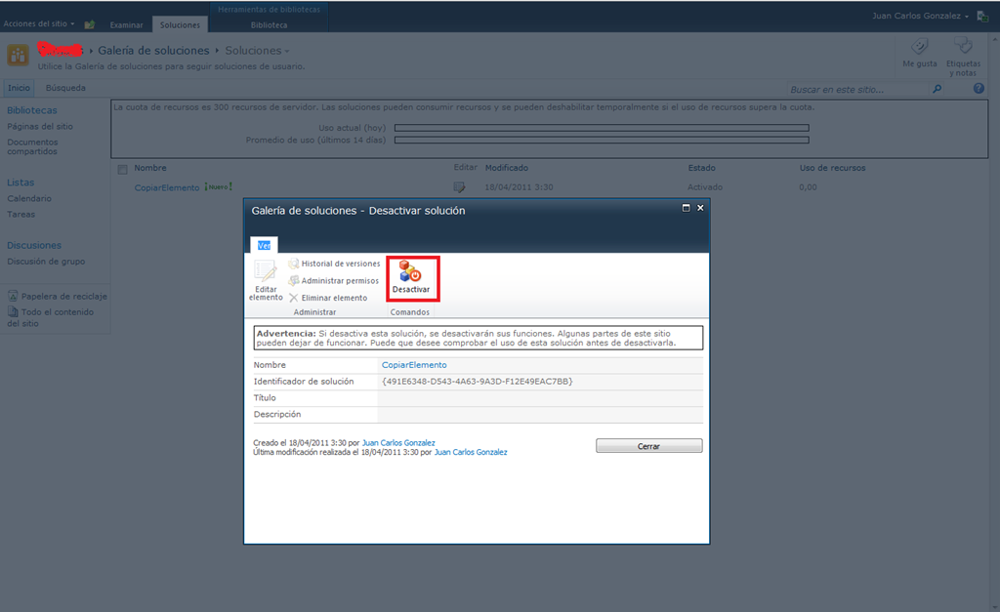 Herramientas de bibliotecas
Acciones del sitio
Examinar
Soluciones
Biblioteca
Juan Carlos Gonzalez
Galería de soluciones
Soluciones
Utilice la Galería de soluciones para seguir soluciones de usuario.
Me gusta
Etiquetas
y notas
Inicio
Búsqueda
Buscar en este sitio...
Bibliotecas
Páginas del sitio
Documentos
compartidos
Listas
Calendario
Tareas
Discusiones
Discusión de grupo
Papelera de reciclaje
Todo el contenido
del sitio
La cuota de recursos es 300 recursos de servidor. Las soluciones pueden consumir recursos y se pueden deshabilitar temporalmente si el uso de recursos supera la cuota.
Uso actual (hoy)
Promedio de uso (últimos 14 días)
Nombre Editar Modificado Estado Uso de recursos
CopiarElemento ¡Nuevo! 18/04/2011 3:30 Activado 0,00
Galería de soluciones - Desactivar solución
Ver
Editar
elemento
Historial de versiones
Administrar permisos
Eliminar elemento
Administrar
Desactivar
Comandos
Advertencia: Si desactiva esta solución, se desactivarán sus funciones. Algunas partes de este sitio
pueden dejar de funcionar. Puede que desee comprobar el uso de esta solución antes de desactivarla.
Nombre CopiarElemento
Identificador de solución {491E6348-D543-4A63-9A3D-F12E49EAC7BB}
Título
Descripción
Creado el 18/04/2011 3:30 por Juan Carlos Gonzalez
Última modificación realizada el 18/04/2011 3:30 por Juan Carlos Gonzalez
Cerrar